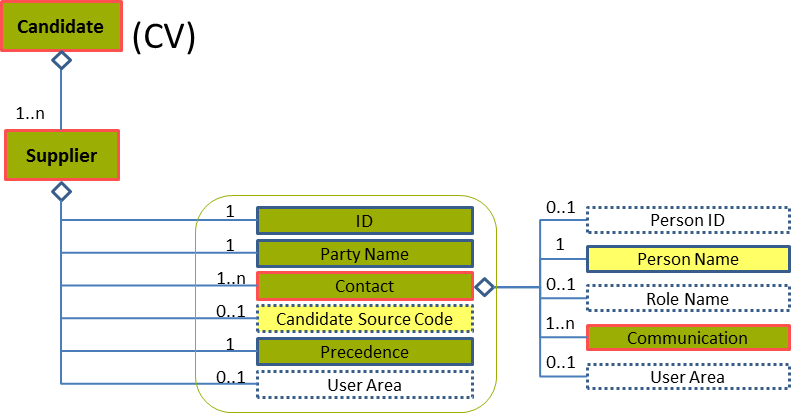 Candidate
(CV)
1..n
Supplier
1
ID
1
Party Name
1..n
Contact
0..1
Candidate Source Code
1
Precedence
0..1
User Area
0..1
Person ID
1
Person Name
0..1
Role Name
1..n
Communication
0..1
User Area